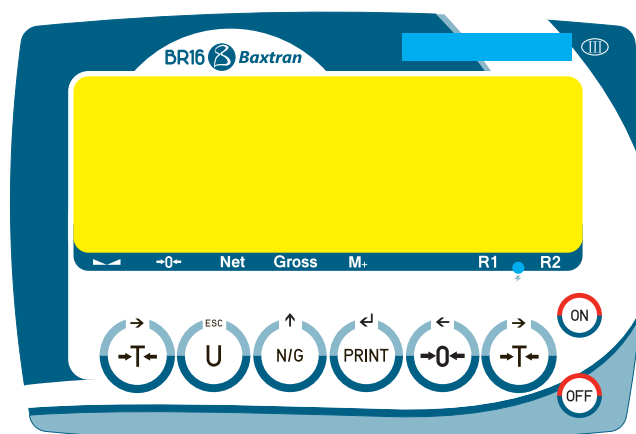 BR16 Baxtran III
→0← Net Gross M+ R1 R2
ESC
→T← U N/G PRINT →0← →T← ON
OFF